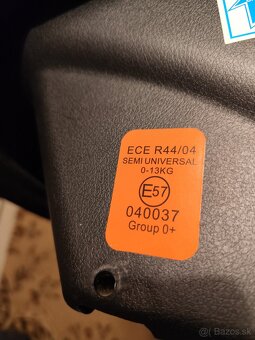 ECE R44/04
SEMI UNIVERSAL
0-13KG
E57
040037
Group 0+
Bazos.sk